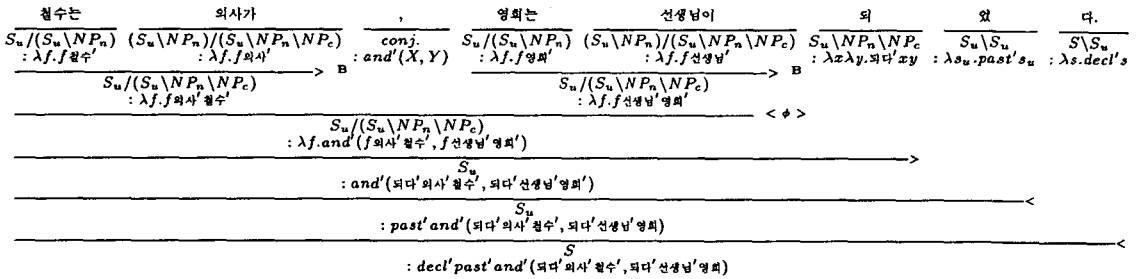 철수는 의사가 , 영희는 선생님이 되 었 다.
S_u/(S_u\NP_n) (S_u\NP_n)/(S_u\NP_n\NP_c) conj. S_u/(S_u\NP_n) (S_u\NP_n)/(S_u\NP_n\NP_c) S_u\NP_n\NP_c S_u\S_u S\S_u
: λf.f철수′ : λf.f의사′ : and′(X, Y) : λf.f영희′ : λf.f선생님′ : λxλy.되다′xy : λs_u.past′s_u : λs.decl′s
> B > B
S_u/(S_u\NP_n\NP_c) S_u/(S_u\NP_n\NP_c)
: λf.f의사′철수′ : λf.f선생님′영희′
< ϕ >
S_u/(S_u\NP_n\NP_c)
: λf.and′(f의사′철수′, f선생님′영희′)
>
S_u
: and′(되다′의사′철수′, 되다′선생님′영희′)
<
S_u
: past′and′(되다′의사′철수′, 되다′선생님′영희)
<
S
: decl′past′and′(되다′의사′철수′, 되다′선생님′영희)